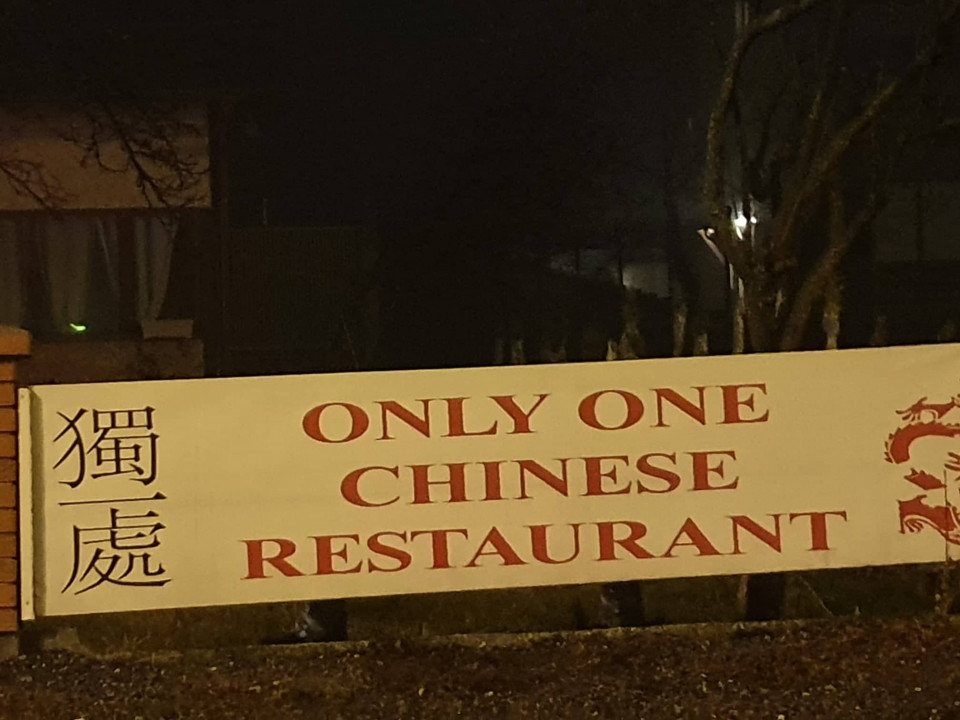 獨一處
ONLY ONE
CHINESE
RESTAURANT